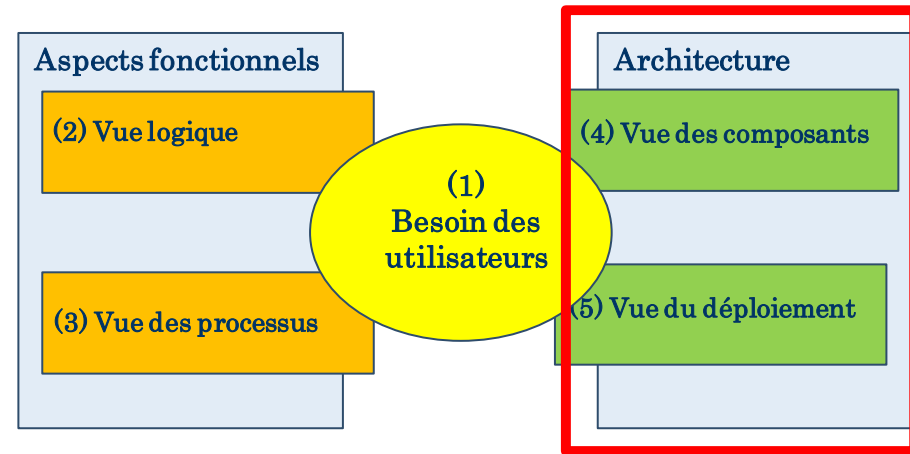 Aspects fonctionnels
(2) Vue logique
(3) Vue des processus
(1)
Besoin des
utilisateurs
Architecture
(4) Vue des composants
(5) Vue du déploiement